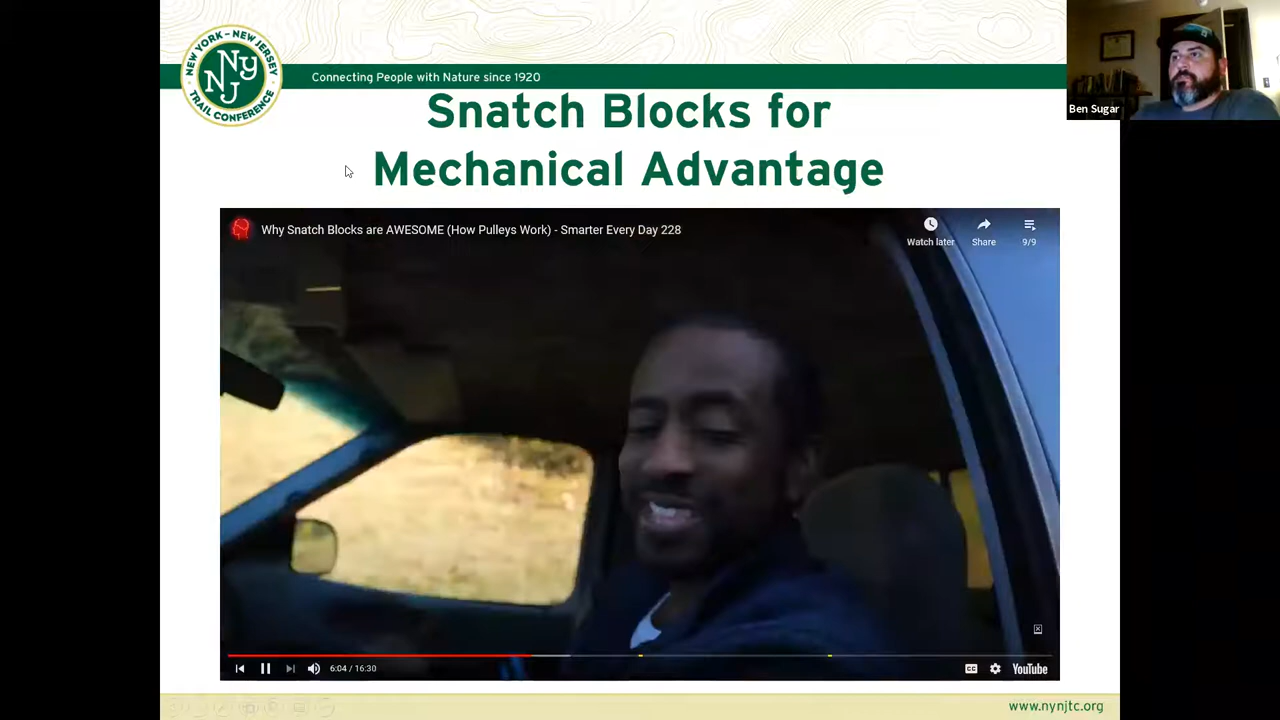 NEW YORK - NEW JERSEY
NY
NJ
TRAIL CONFERENCE
Connecting People with Nature since 1920
Snatch Blocks for
Mechanical Advantage
Ben Sugar
Why Snatch Blocks are AWESOME (How Pulleys Work) - Smarter Every Day 228
Watch later
Share
9/9
6:04 / 16:30
CC
YouTube
www.nynjtc.org